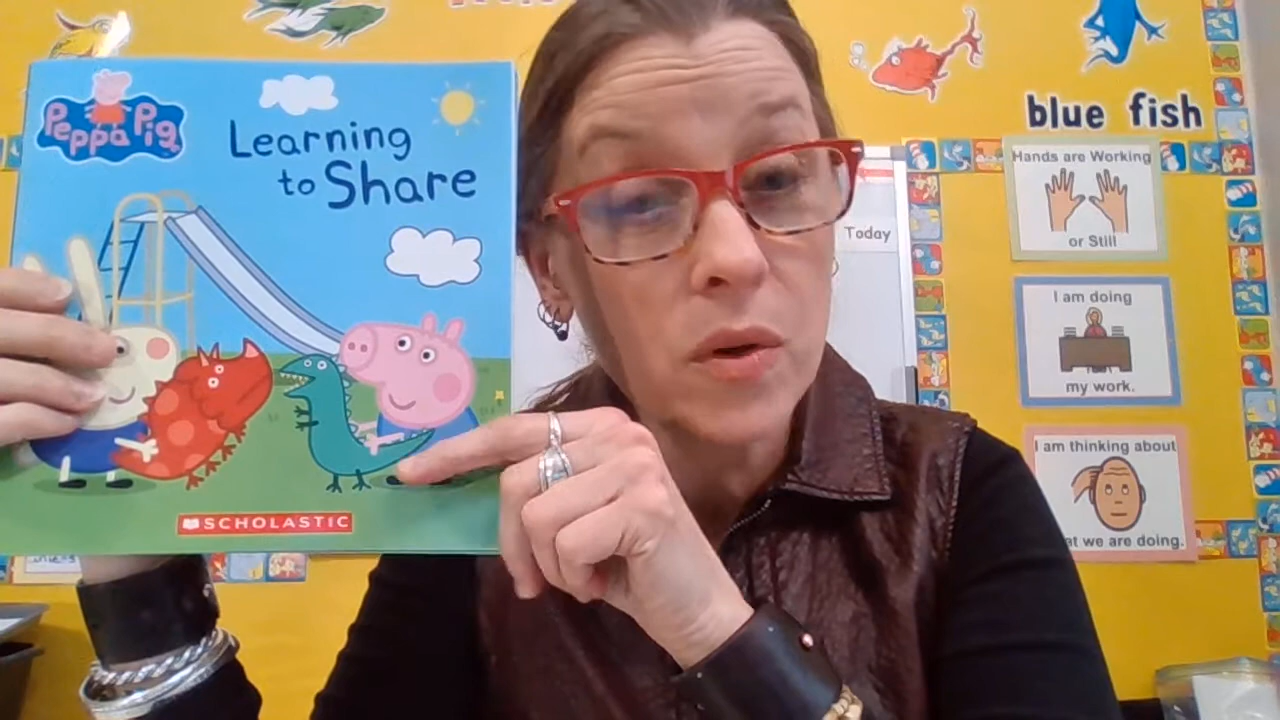 Peppa Pig
Learning
to Share
SCHOLASTIC
blue fish
Today
Hands are Working
or Still
I am doing
my work.
I am thinking about
at we are doing.